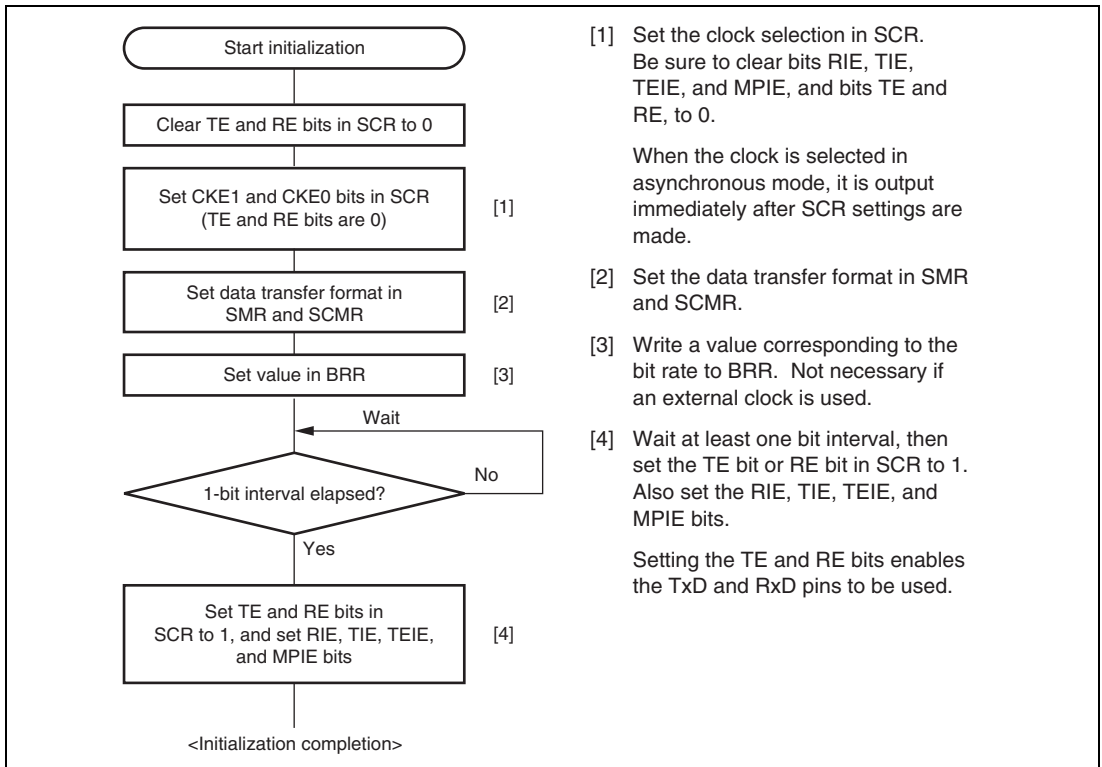 Start initialization
Clear TE and RE bits in SCR to 0
Set CKE1 and CKE0 bits in SCR
(TE and RE bits are 0)
[1]
Set data transfer format in
SMR and SCMR
[2]
Set value in BRR
[3]
Wait
No
1-bit interval elapsed?
Yes
Set TE and RE bits in
SCR to 1, and set RIE, TIE, TEIE,
and MPIE bits
[4]
<Initialization completion>
[1] Set the clock selection in SCR.
Be sure to clear bits RIE, TIE,
TEIE, and MPIE, and bits TE and
RE, to 0.
When the clock is selected in
asynchronous mode, it is output
immediately after SCR settings are
made.
[2] Set the data transfer format in SMR
and SCMR.
[3] Write a value corresponding to the
bit rate to BRR. Not necessary if
an external clock is used.
[4] Wait at least one bit interval, then
set the TE bit or RE bit in SCR to 1.
Also set the RIE, TIE, TEIE, and
MPIE bits.
Setting the TE and RE bits enables
the TxD and RxD pins to be used.